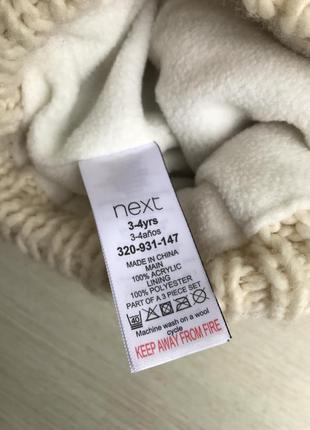 next
3-4yrs
3-4años
320-931-147
MADE IN CHINA
MAIN
100% ACRYLIC
LINING
100% POLYESTER
PART OF A 3 PIECE SET
40
Machine wash on a wool
cycle
KEEP AWAY FROM FIRE